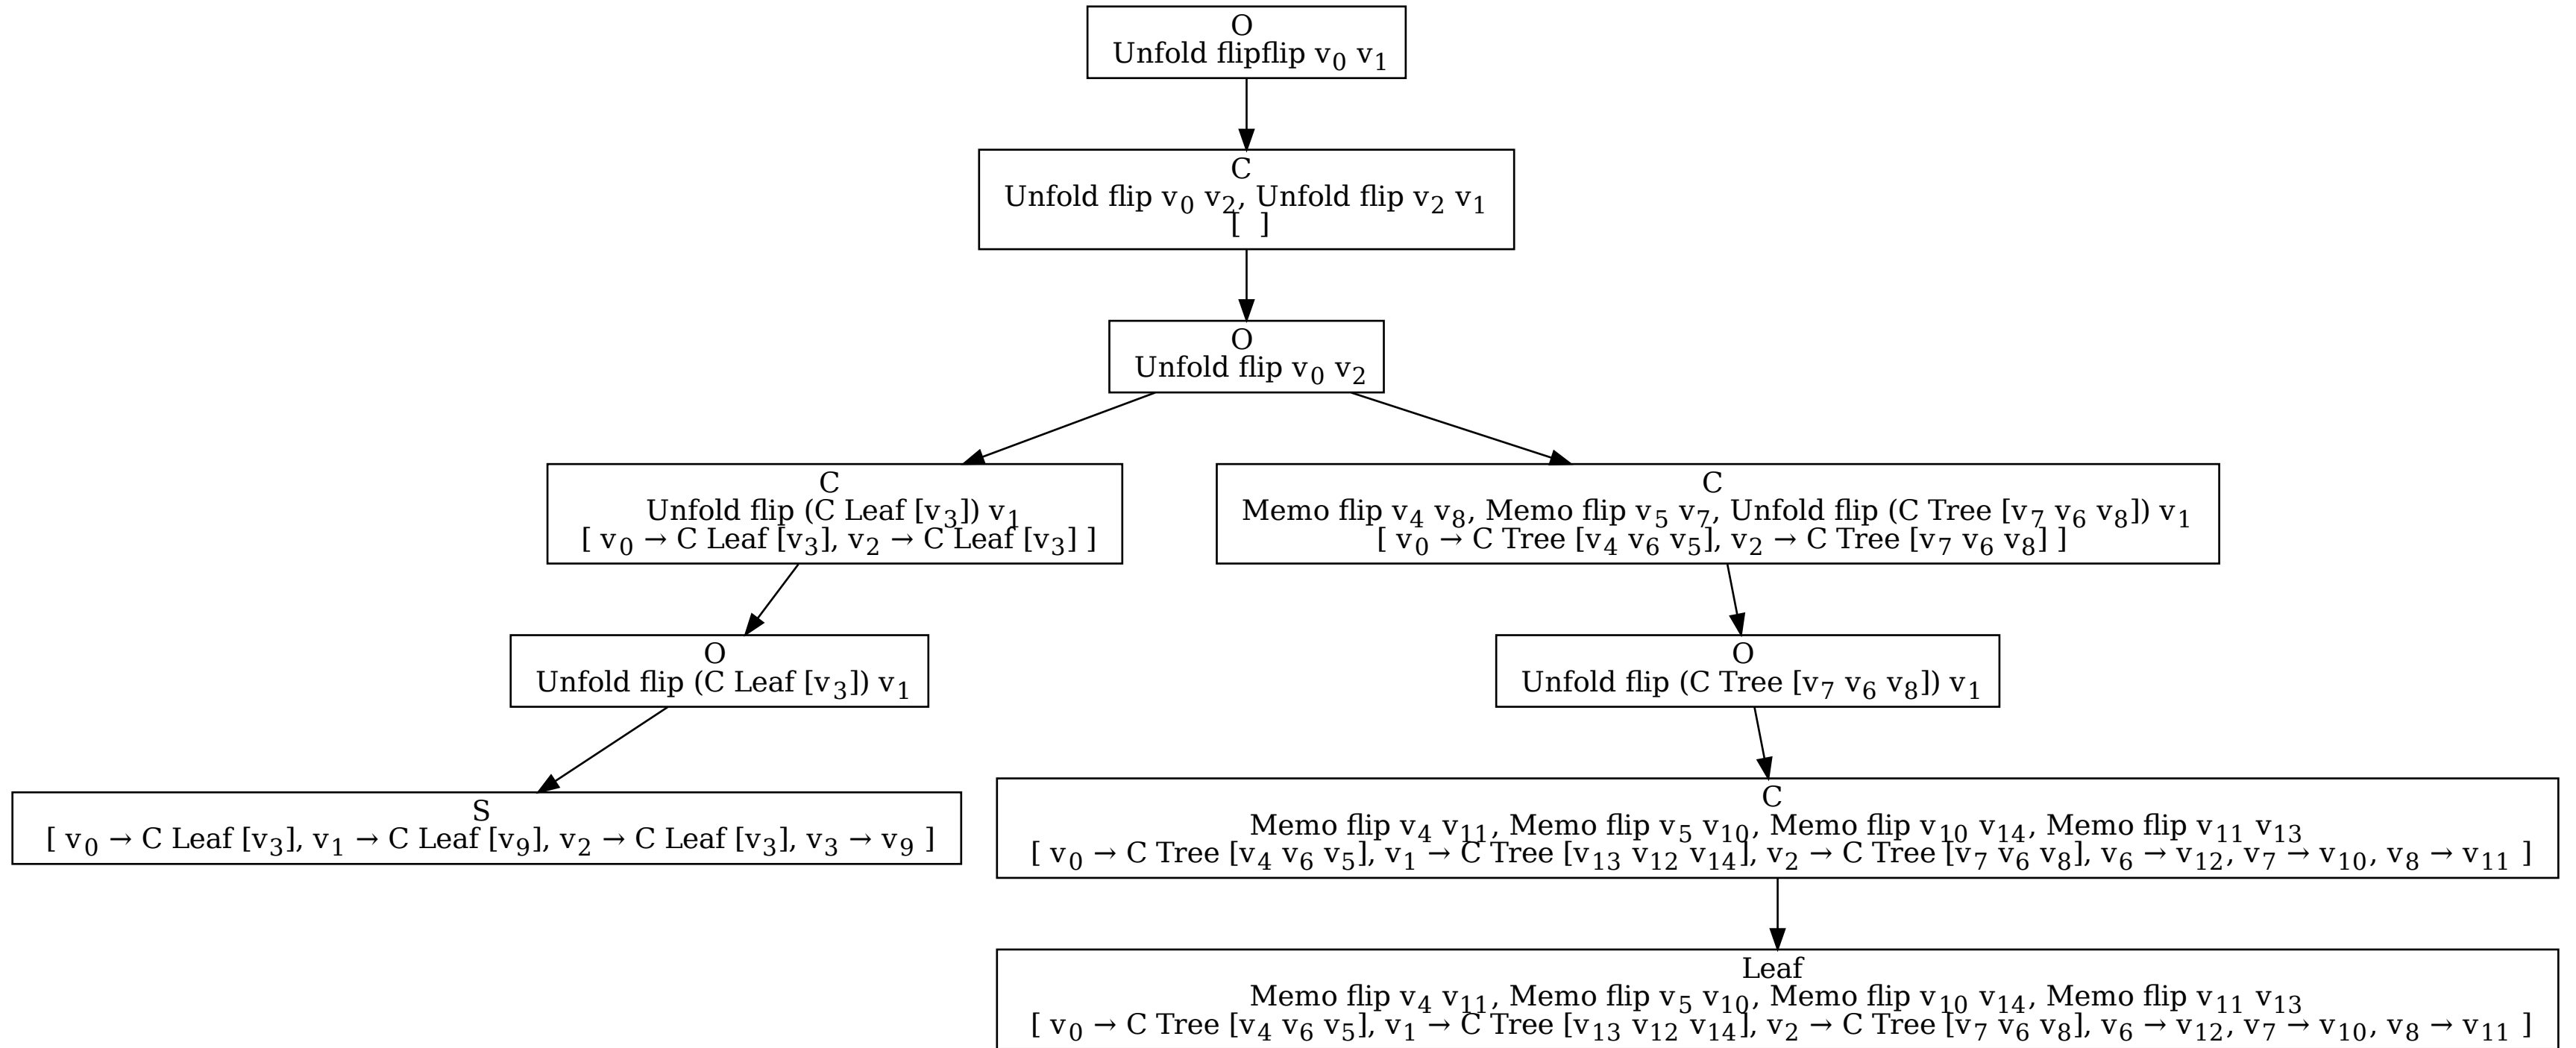 O
Unfold flipflip v₀ v₁
C
Unfold flip v₀ v₂, Unfold flip v₂ v₁
[ ]
O
Unfold flip v₀ v₂
C
Unfold flip (C Leaf [v₃]) v₁
[ v₀ → C Leaf [v₃], v₂ → C Leaf [v₃] ]
C
Memo flip v₄ v₈, Memo flip v₅ v₇, Unfold flip (C Tree [v₇ v₆ v₈]) v₁
[ v₀ → C Tree [v₄ v₆ v₅], v₂ → C Tree [v₇ v₆ v₈] ]
O
Unfold flip (C Leaf [v₃]) v₁
O
Unfold flip (C Tree [v₇ v₆ v₈]) v₁
S
[ v₀ → C Leaf [v₃], v₁ → C Leaf [v₉], v₂ → C Leaf [v₃], v₃ → v₉ ]
C
Memo flip v₄ v₁₁, Memo flip v₅ v₁₀, Memo flip v₁₀ v₁₄, Memo flip v₁₁ v₁₃
[ v₀ → C Tree [v₄ v₆ v₅], v₁ → C Tree [v₁₃ v₁₂ v₁₄], v₂ → C Tree [v₇ v₆ v₈], v₆ → v₁₂, v₇ → v₁₀, v₈ → v₁₁ ]
Leaf
Memo flip v₄ v₁₁, Memo flip v₅ v₁₀, Memo flip v₁₀ v₁₄, Memo flip v₁₁ v₁₃
[ v₀ → C Tree [v₄ v₆ v₅], v₁ → C Tree [v₁₃ v₁₂ v₁₄], v₂ → C Tree [v₇ v₆ v₈], v₆ → v₁₂, v₇ → v₁₀, v₈ → v₁₁ ]